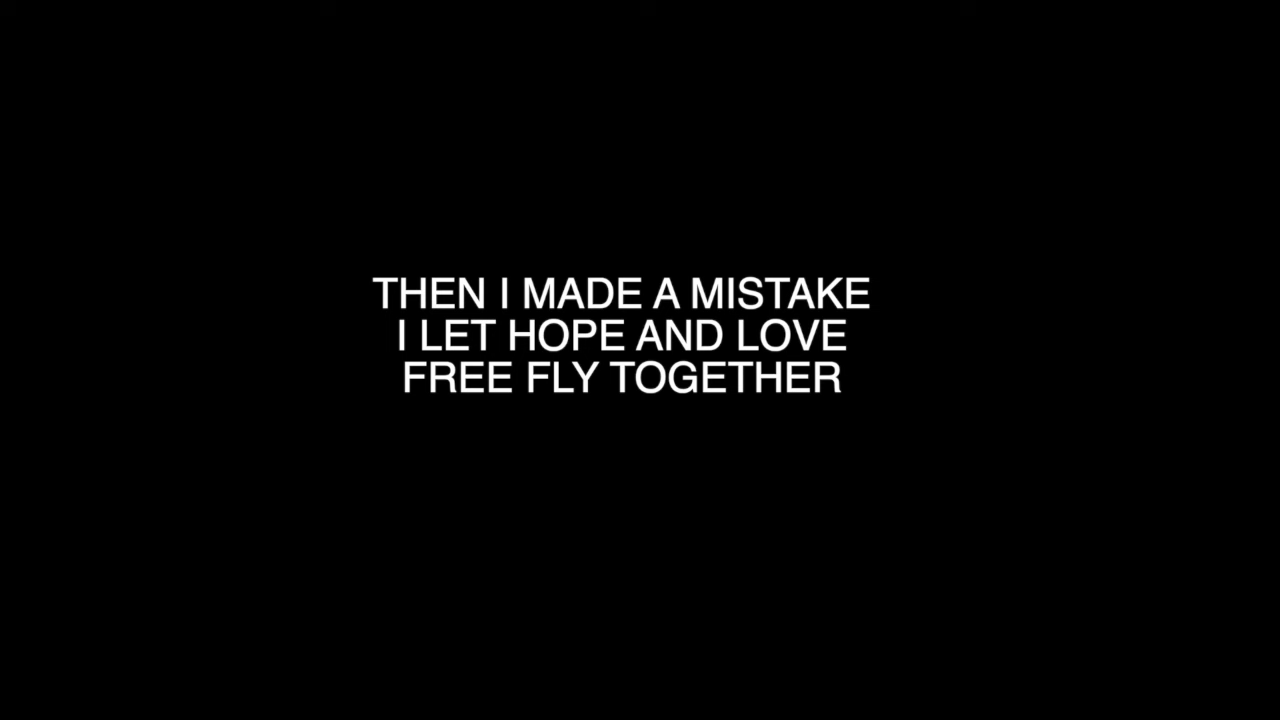 THEN I MADE A MISTAKE
I LET HOPE AND LOVE
FREE FLY TOGETHER